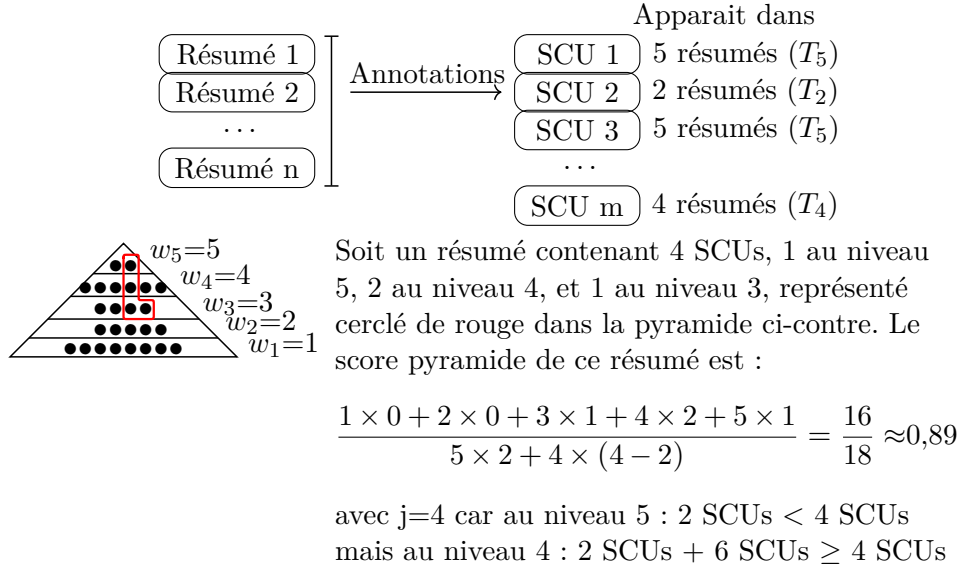 Apparait dans
Résumé 1
Résumé 2
...
Résumé n
Annotations
SCU 1 5 résumés (T₅)
SCU 2 2 résumés (T₂)
SCU 3 5 résumés (T₅)
...
SCU m 4 résumés (T₄)
w₅=5
w₄=4
w₃=3
w₂=2
w₁=1
Soit un résumé contenant 4 SCUs, 1 au niveau
5, 2 au niveau 4, et 1 au niveau 3, représenté
cerclé de rouge dans la pyramide ci-contre. Le
score pyramide de ce résumé est :
1 × 0 + 2 × 0 + 3 × 1 + 4 × 2 + 5 × 1 / 5 × 2 + 4 × (4 − 2) = 16 / 18 ≈0,89
avec j=4 car au niveau 5 : 2 SCUs < 4 SCUs
mais au niveau 4 : 2 SCUs + 6 SCUs ≥ 4 SCUs